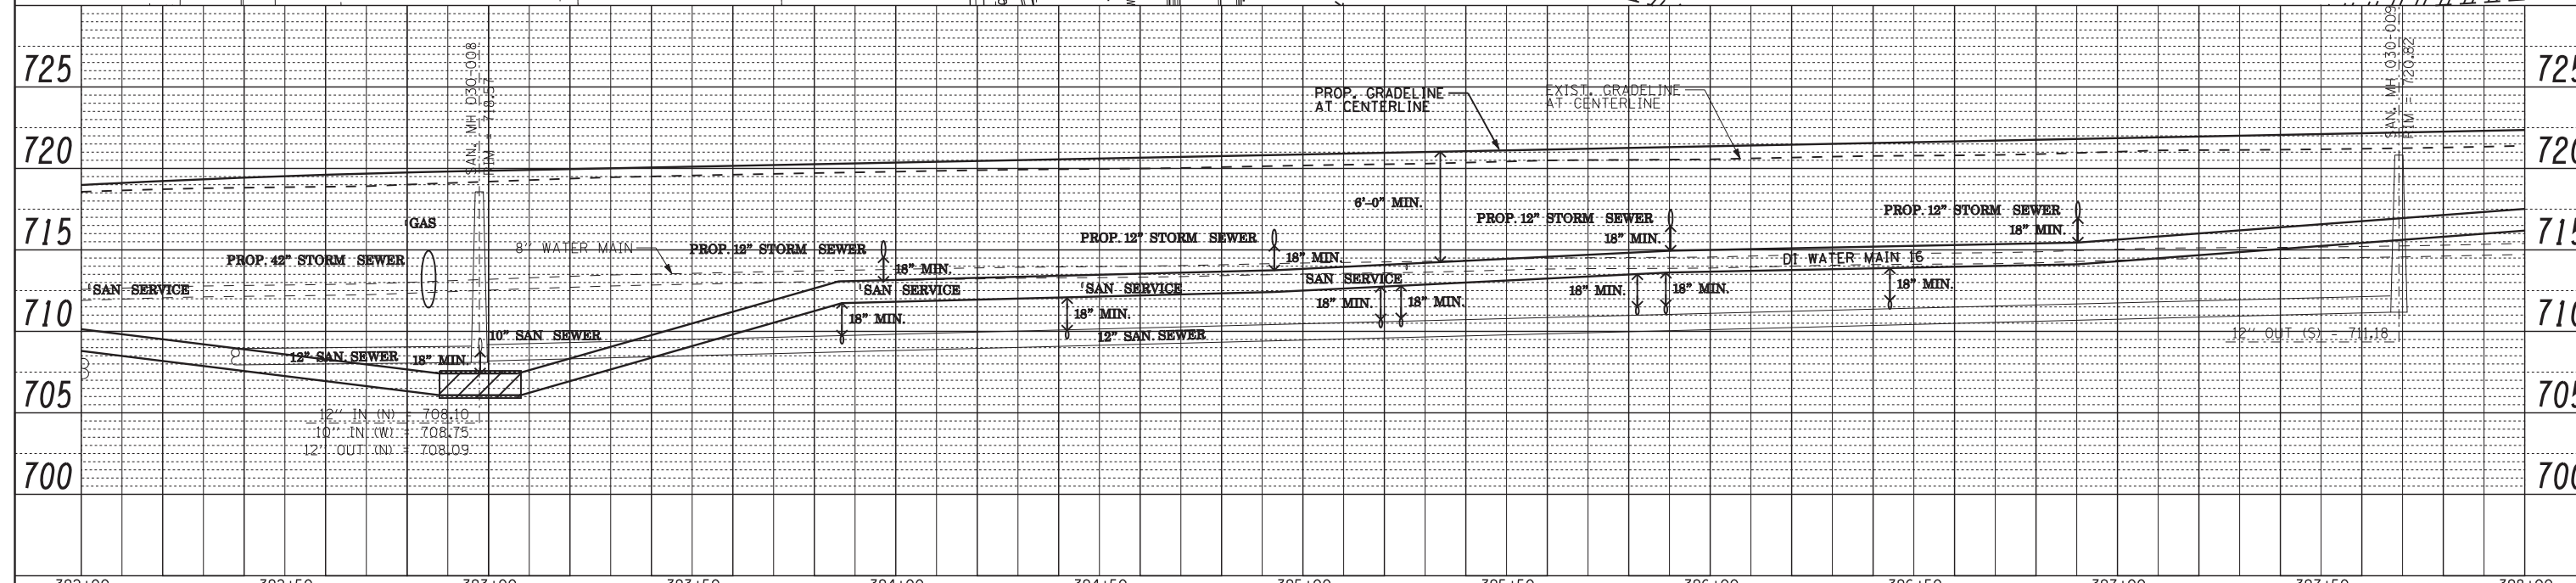 725
720
715
710
705
700
SAN. MH 030-008
PROP. GRADELINE
AT CENTERLINE
EXIST. GRADELINE
AT CENTERLINE
SAN. MH 030-009
RIM = 720.82
725
720
715
710
705
700
GAS
8" WATER MAIN
PROP. 42" STORM SEWER
SAN SERVICE
PROP. 12" STORM SEWER
18" MIN.
SAN SERVICE
18" MIN.
PROP. 12" STORM SEWER
18" MIN.
SAN SERVICE
SAN SERVICE
18" MIN.
6'-0" MIN.
PROP. 12" STORM SEWER
18" MIN.
PROP. 12" STORM SEWER
18" MIN.
DI WATER MAIN 16
18" MIN.
18" MIN.
18" MIN.
18" MIN.
18" MIN.
10" SAN SEWER
12" SAN. SEWER
18" MIN.
12" SAN. SEWER
12" OUT (S) = 711.18
12" IN (N) = 708.10
10" IN (W) = 708.75
12" OUT (N) = 708.09